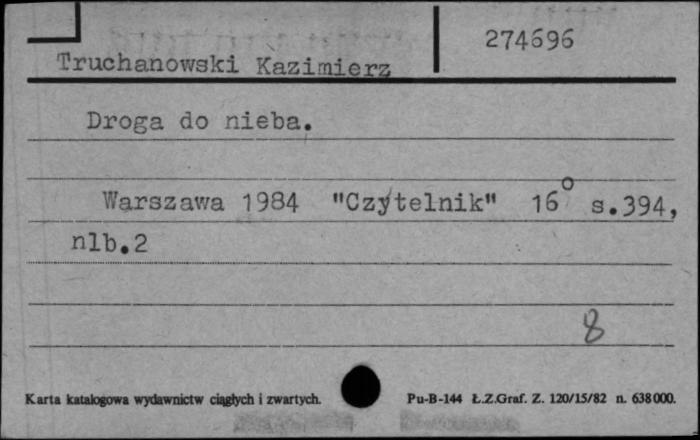 274696
Truchanowski Kazimierz
Droga do nieba.
Warszawa 1984 "Czytelnik" 16° s.394,
nlb.2
8
Karta katalogowa wydawnictw ciągłych i zwartych. Pu-B-144 Ł.Z.Graf. Z. 120/15/82 n. 638000.